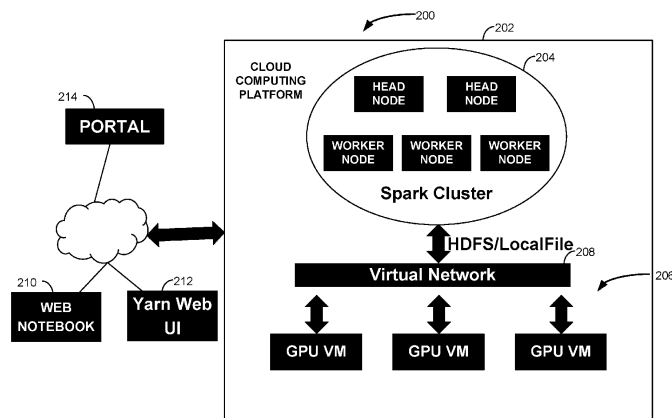 200
202
204
CLOUD
COMPUTING
PLATFORM
HEAD
NODE
HEAD
NODE
WORKER
NODE
WORKER
NODE
WORKER
NODE
Spark Cluster
214
PORTAL
HDFS/LocalFile
208
Virtual Network
206
210
WEB
NOTEBOOK
212
Yarn Web
UI
GPU VM
GPU VM
GPU VM